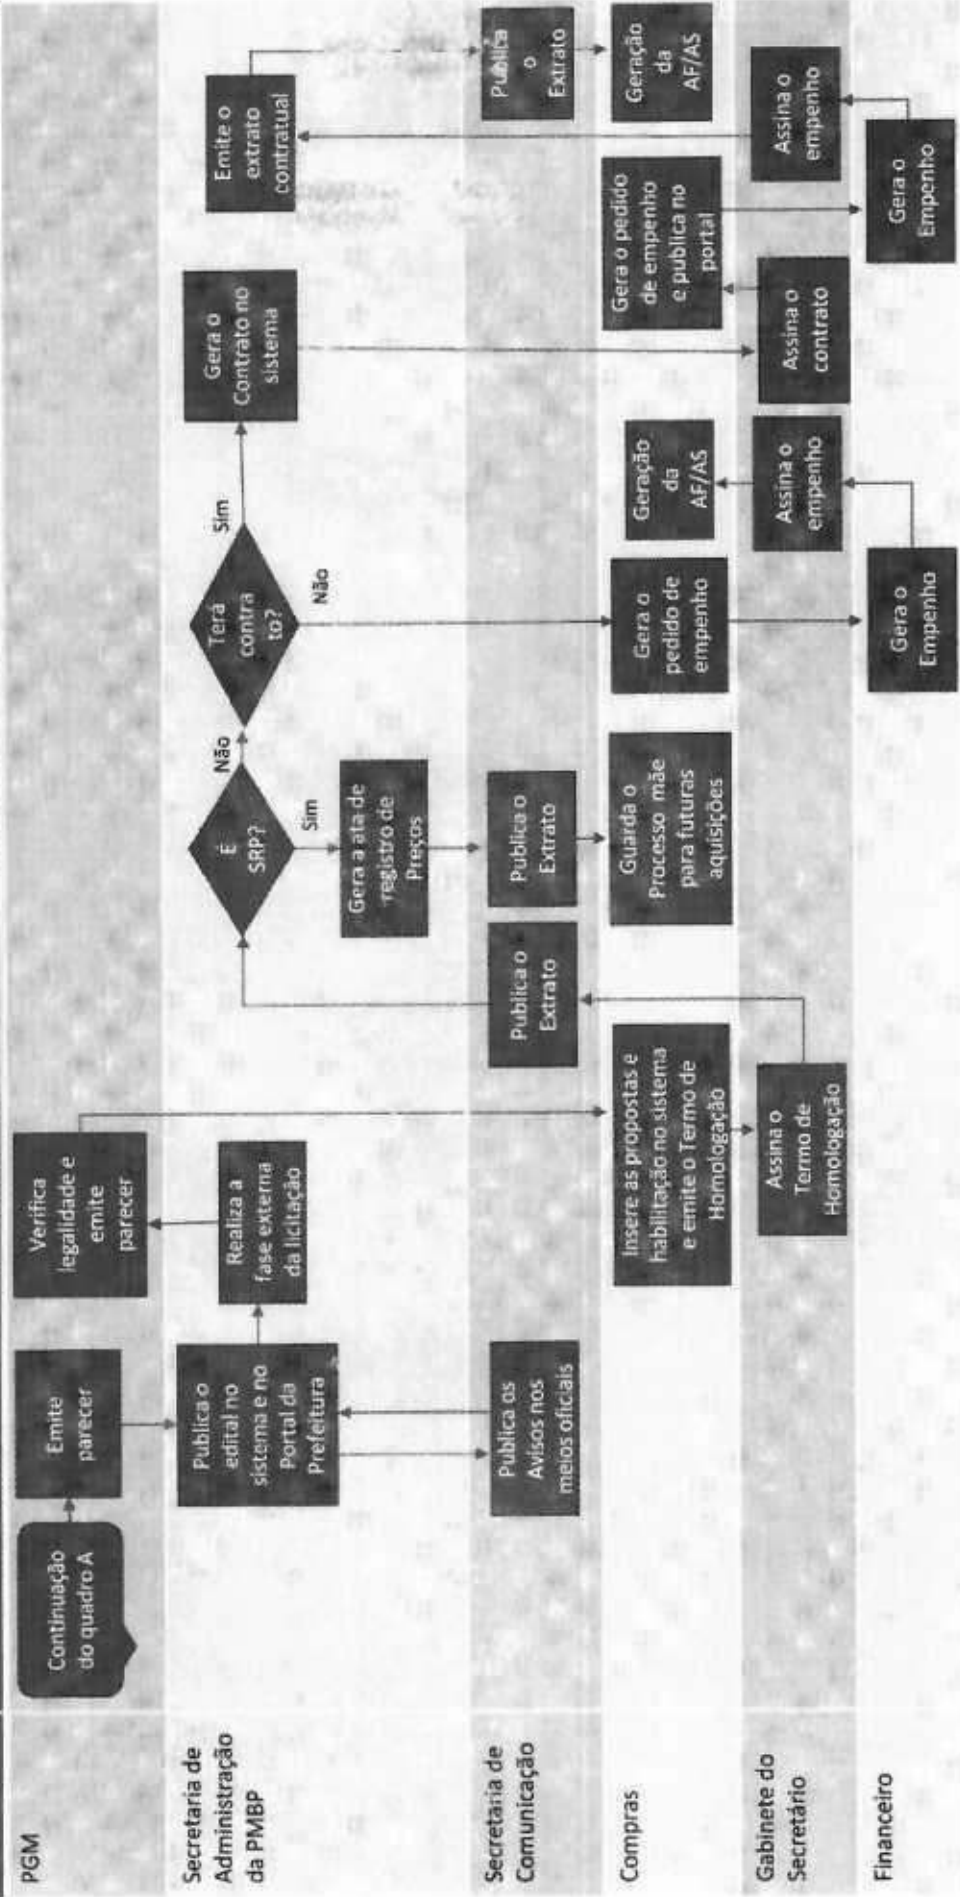 PGM
Continuação
do quadro A
Emite
parecer
Verifica
legalidade e
emite
parecer
Secretaria de
Administração
da PMBP
Publica o
edital no
sistema e no
Portal da
Prefeitura
Realiza a
fase externa
da licitação
É
SRP?
Não
Sim
Gera a ata de
registro de
Preços
Terá
contra
to?
Sim
Não
Gera o
Contrato no
sistema
Emite o
extrato
contratual
Secretaria de
Comunicação
Publica os
Avisos nos
meios oficiais
Publica o
Extrato
Publica o
Extrato
Publica
o
Extrato
Compras
Insere as propostas e
habilitação no sistema
e emite o Termo de
Homologação
Guarda o
Processo mãe
para futuras
aquisições
Gera o
pedido de
empenho
Geração
da
AF/AS
Gera o pedido
de empenho
e publica no
portal
Geração
da
AF/AS
Gabinete do
Secretário
Assina o
Termo de
Homologação
Assina o
empenho
Assina o
contrato
Assina o
empenho
Financeiro
Gera o
Empenho
Gera o
Empenho